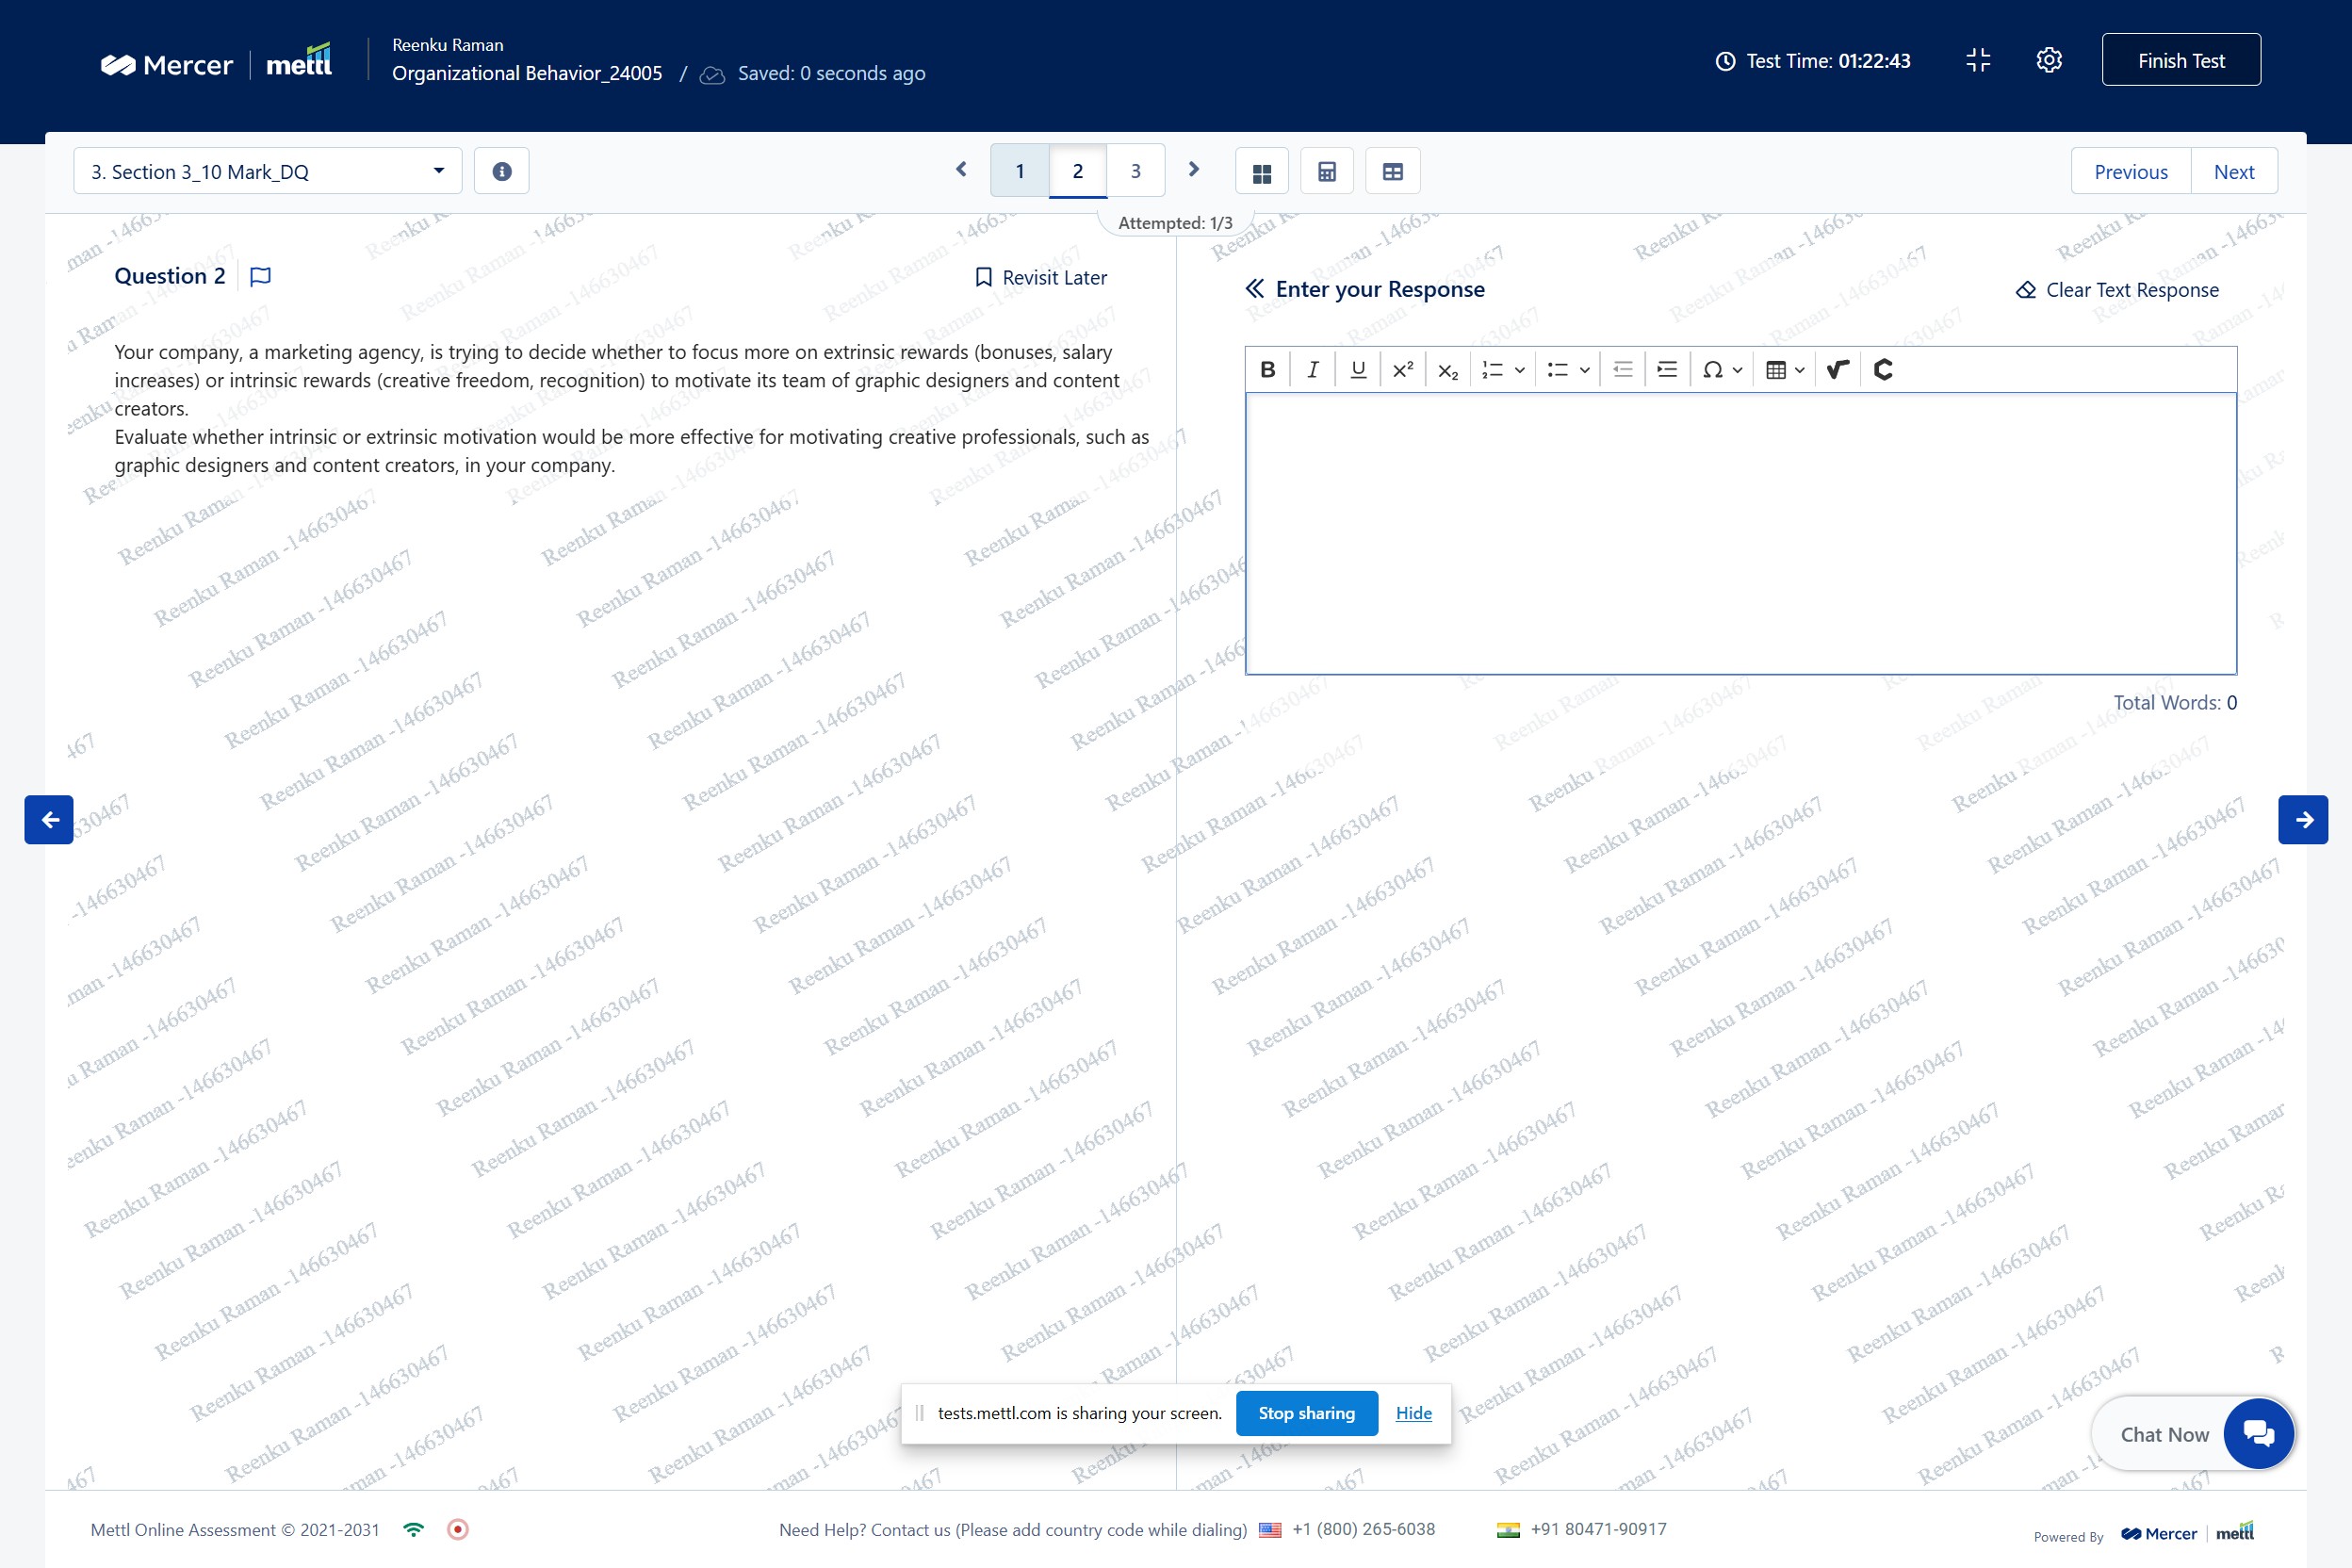 Mercer | mettl
Reenku Raman
Organizational Behavior_24005 / Saved: 0 seconds ago
Test Time: 01:22:43
Finish Test
3. Section 3_10 Mark_DQ
1 2 3
Previous Next
Attempted: 1/3
Question 2
Revisit Later
Your company, a marketing agency, is trying to decide whether to focus more on extrinsic rewards (bonuses, salary
increases) or intrinsic rewards (creative freedom, recognition) to motivate its team of graphic designers and content
creators.
Evaluate whether intrinsic or extrinsic motivation would be more effective for motivating creative professionals, such as
graphic designers and content creators, in your company.
Enter your Response
Clear Text Response
B I U x² x₂ Ω
Total Words: 0
Reenku Raman -146630467
tests.mettl.com is sharing your screen. Stop sharing Hide
Chat Now
Mettl Online Assessment © 2021-2031
Need Help? Contact us (Please add country code while dialing) +1 (800) 265-6038 +91 80471-90917
Powered By Mercer | mettl